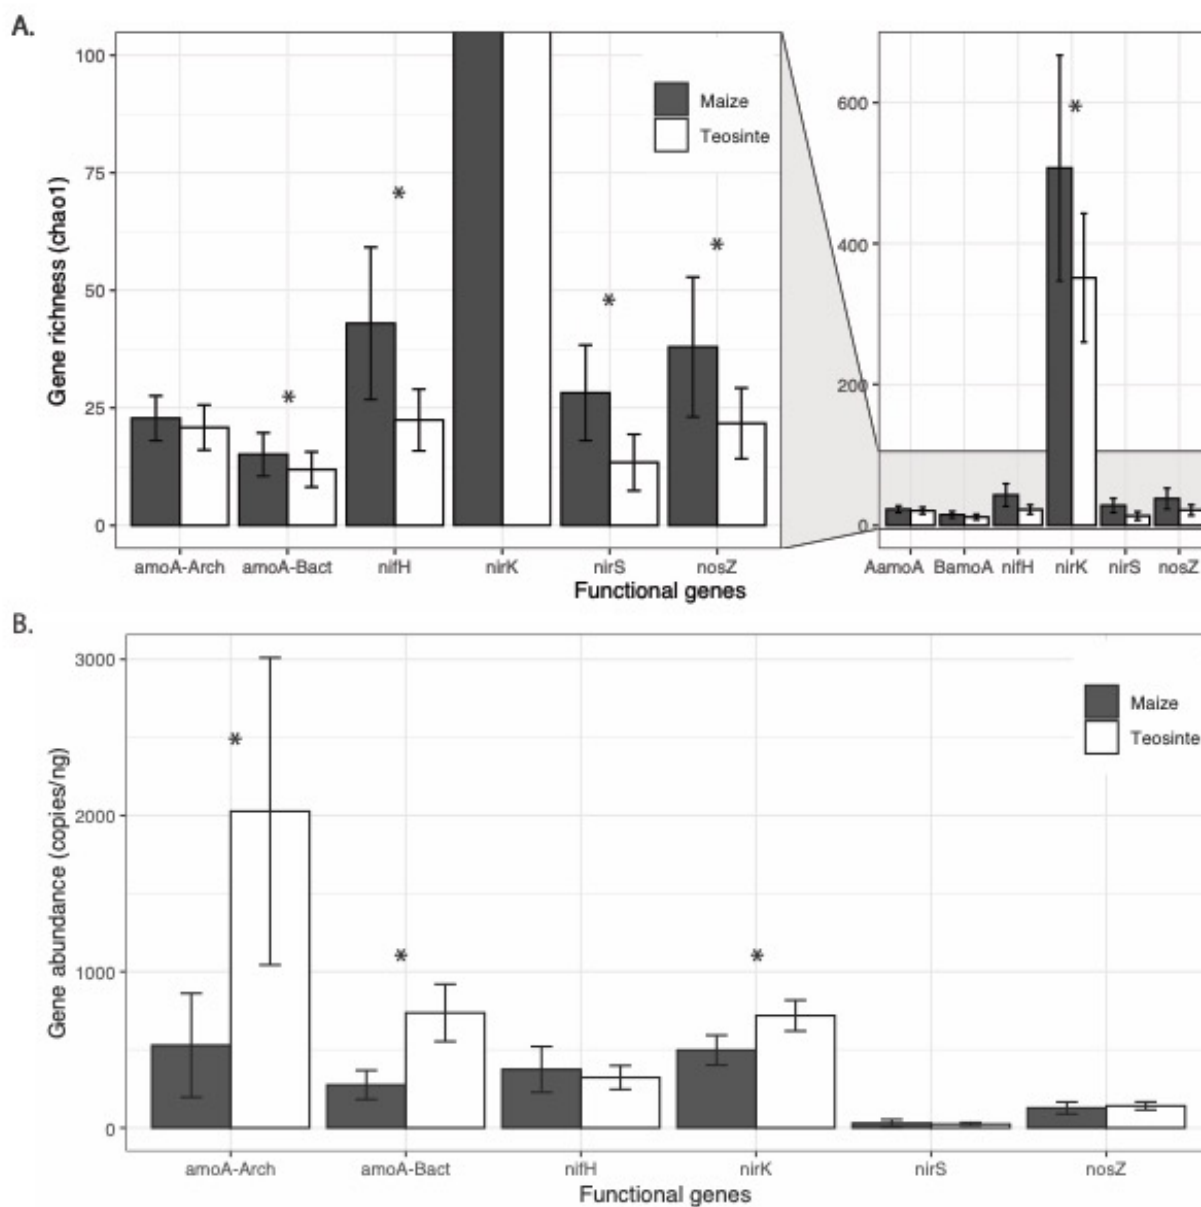 A.
Gene richness (chao1)
100
75
50
25
0
Maize
Teosinte
*
*
*
*
amoA-Arch amoA-Bact nifH nirK nirS nosZ
600
400
200
0
*
AamoA BamoA nifH nirK nirS nosZ
Functional genes
B.
Gene abundance (copies/ng)
3000
2000
1000
0
Maize
Teosinte
*
*
*
amoA-Arch amoA-Bact nifH nirK nirS nosZ
Functional genes